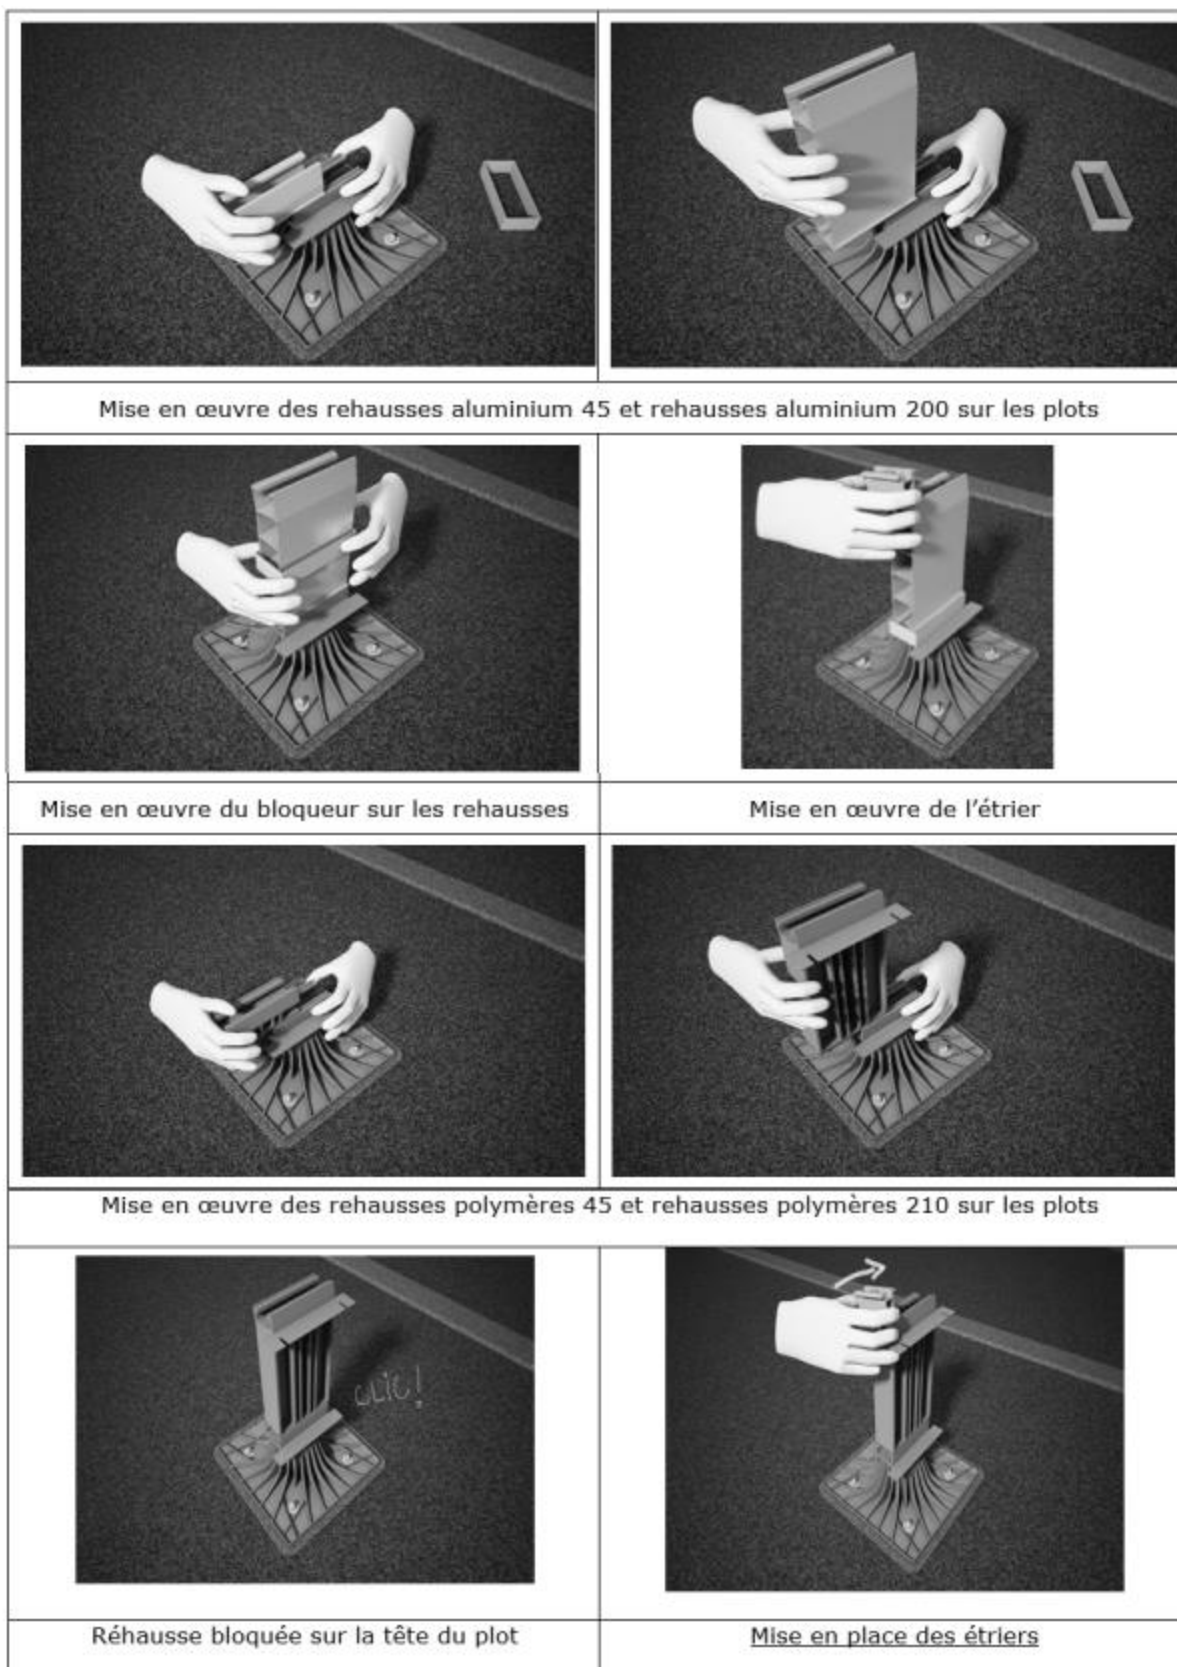 Mise en œuvre des rehausses aluminium 45 et rehausses aluminium 200 sur les plots
Mise en œuvre du bloqueur sur les rehausses
Mise en œuvre de l'étrier
Mise en œuvre des rehausses polymères 45 et rehausses polymères 210 sur les plots
CLIC!
Réhausse bloquée sur la tête du plot
Mise en place des étriers